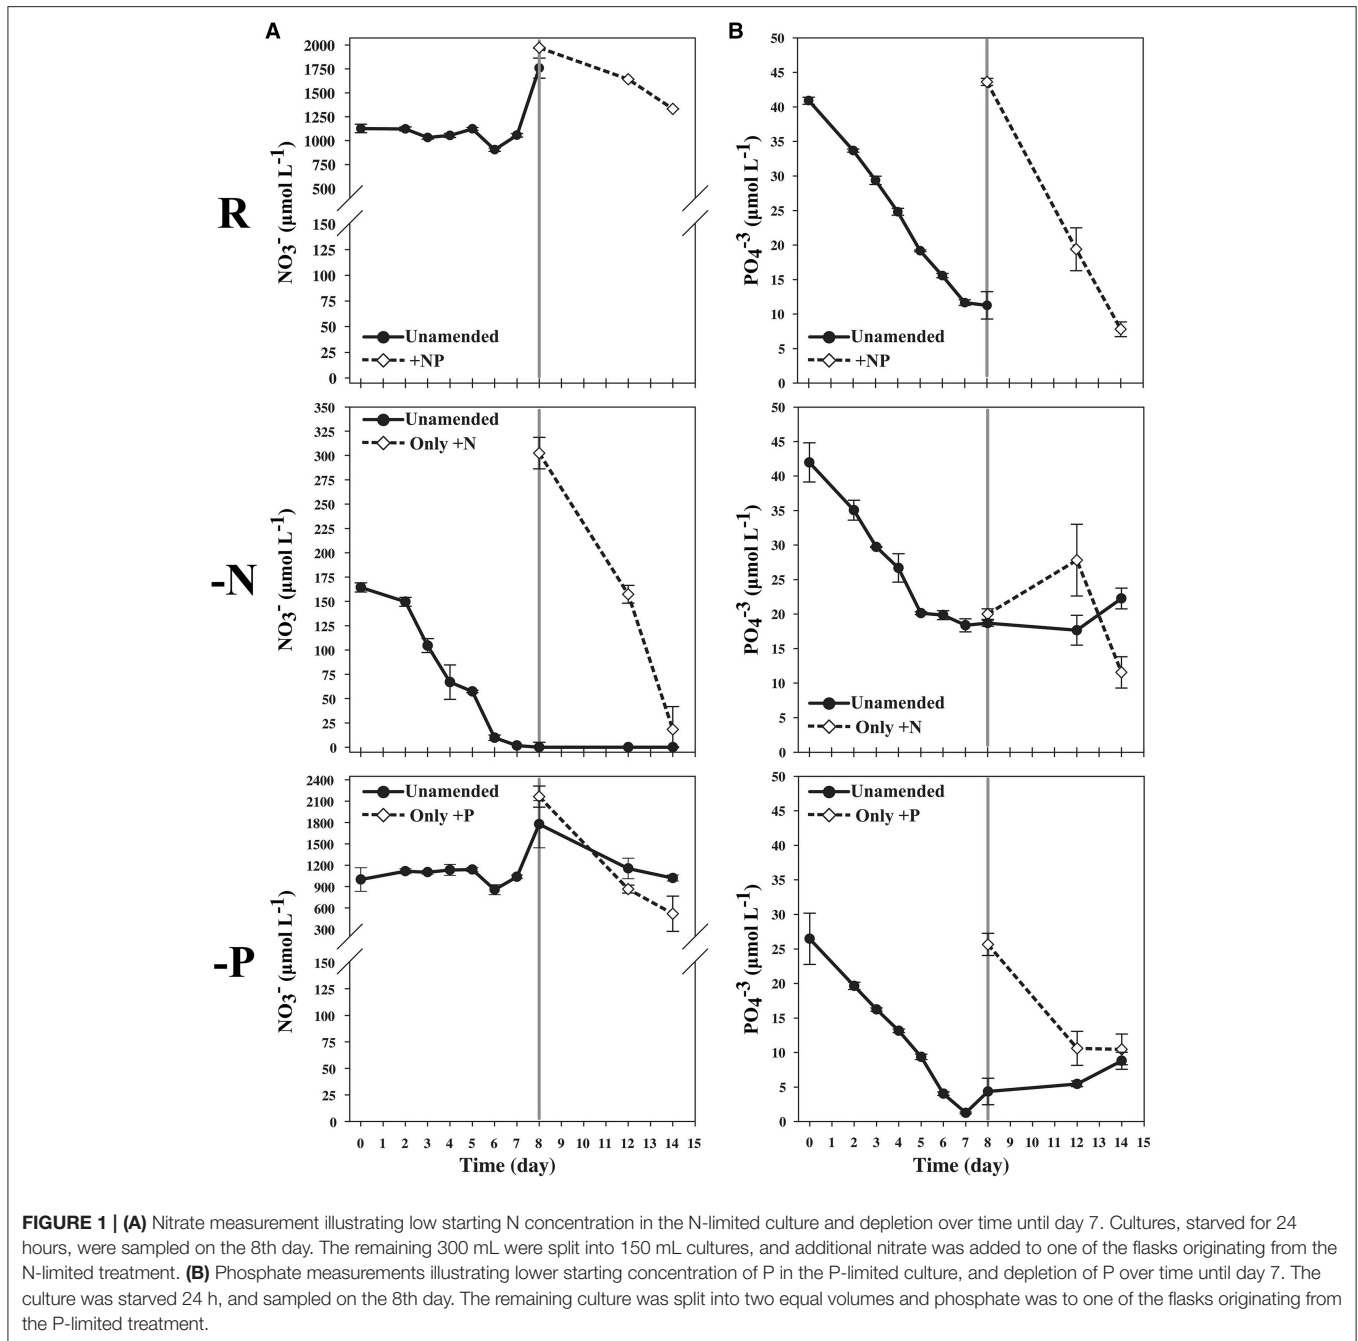 A
B
R
NO3- (µmol L-1)
2000
1750
1500
1250
1000
750
500
150
125
100
75
50
25
0
Unamended
+NP
PO4-3 (µmol L-1)
50
45
40
35
30
25
20
15
10
5
0
Unamended
+NP
-N
NO3- (µmol L-1)
350
325
300
275
250
225
200
175
150
125
100
75
50
25
0
Unamended
Only +N
PO4-3 (µmol L-1)
50
45
40
35
30
25
20
15
10
5
0
Unamended
Only +N
-P
NO3- (µmol L-1)
2400
2100
1800
1500
1200
900
600
300
150
125
100
75
50
25
0
Unamended
Only +P
0 1 2 3 4 5 6 7 8 9 10 11 12 13 14 15
Time (day)
PO4-3 (µmol L-1)
50
45
40
35
30
25
20
15
10
5
0
Unamended
Only +P
0 1 2 3 4 5 6 7 8 9 10 11 12 13 14 15
Time (day)
FIGURE 1 | (A) Nitrate measurement illustrating low starting N concentration in the N-limited culture and depletion over time until day 7. Cultures, starved for 24
hours, were sampled on the 8th day. The remaining 300 mL were split into 150 mL cultures, and additional nitrate was added to one of the flasks originating from the
N-limited treatment. (B) Phosphate measurements illustrating lower starting concentration of P in the P-limited culture, and depletion of P over time until day 7. The
culture was starved 24 h, and sampled on the 8th day. The remaining culture was split into two equal volumes and phosphate was to one of the flasks originating from
the P-limited treatment.